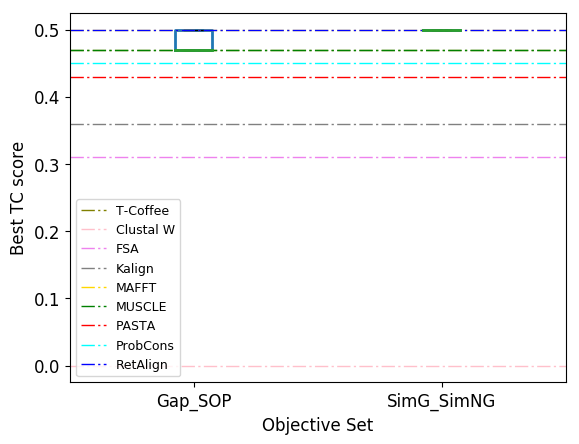 0.5
0.4
0.3
0.2
0.1
0.0
Best TC score
T-Coffee
Clustal W
FSA
Kalign
MAFFT
MUSCLE
PASTA
ProbCons
RetAlign
Gap_SOP
SimG_SimNG
Objective Set